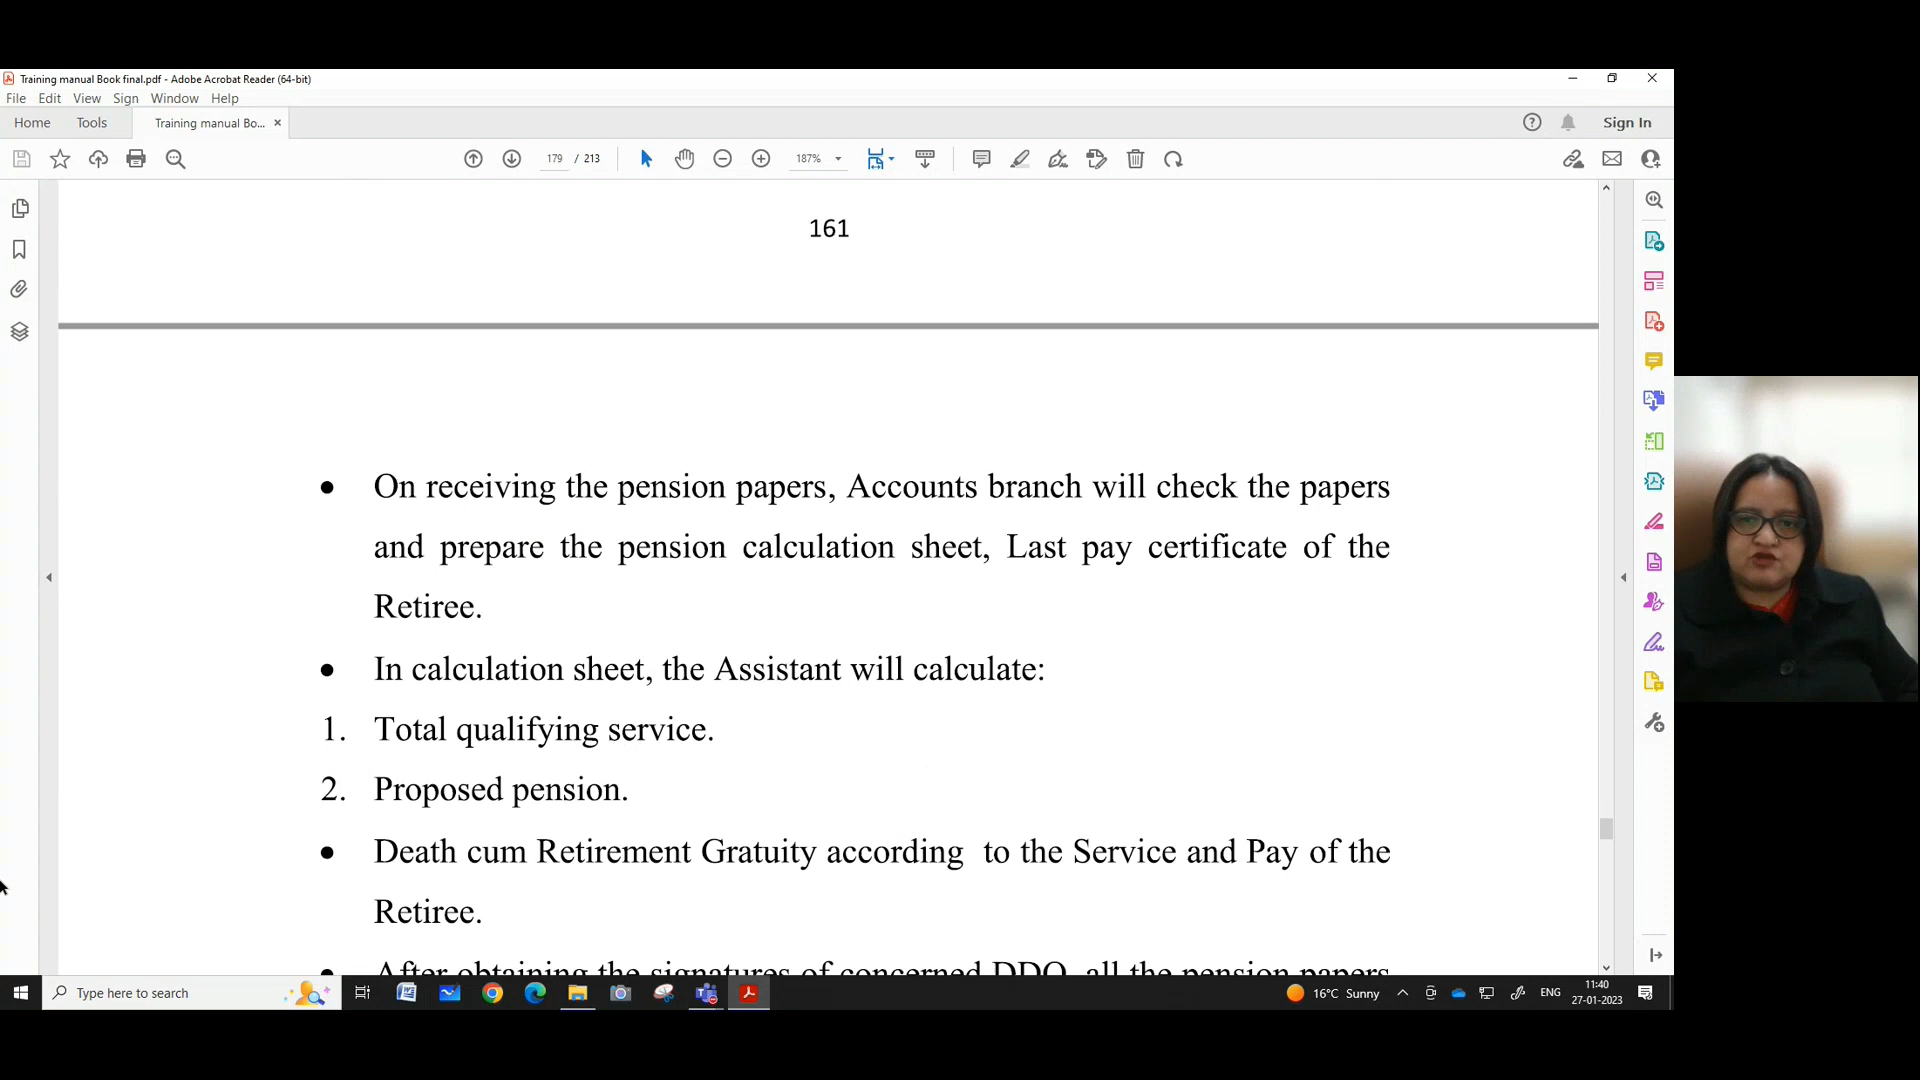 Training manual Book final.pdf - Adobe Acrobat Reader (64-bit)
File Edit View Sign Window Help
Home Tools Training manual Bo... Sign In
179 / 213 187%
161
• On receiving the pension papers, Accounts branch will check the papers
and prepare the pension calculation sheet, Last pay certificate of the
Retiree.
• In calculation sheet, the Assistant will calculate:
1. Total qualifying service.
2. Proposed pension.
• Death cum Retirement Gratuity according to the Service and Pay of the
Retiree.
• After obtaining the signatures of concerned DDO, all the pension papers
Type here to search 16°C Sunny ENG 11:40
27-01-2023